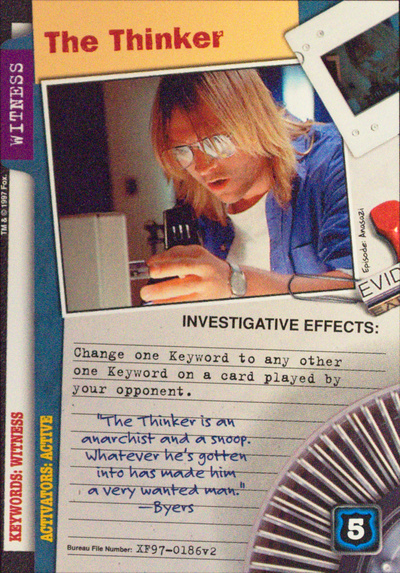 The Thinker
WITNESS
TM & © 1997 Fox.
Episode: Anasazi
EVID
INVESTIGATIVE EFFECTS:
Change one Keyword to any other
one Keyword on a card played by
your opponent.
"The Thinker is an
anarchist and a snoop.
Whatever he's gotten
into has made him
a very wanted man."
—Byers
KEYWORDS: WITNESS
ACTIVATORS: ACTIVE
5
Bureau File Number: XF97-0186v2